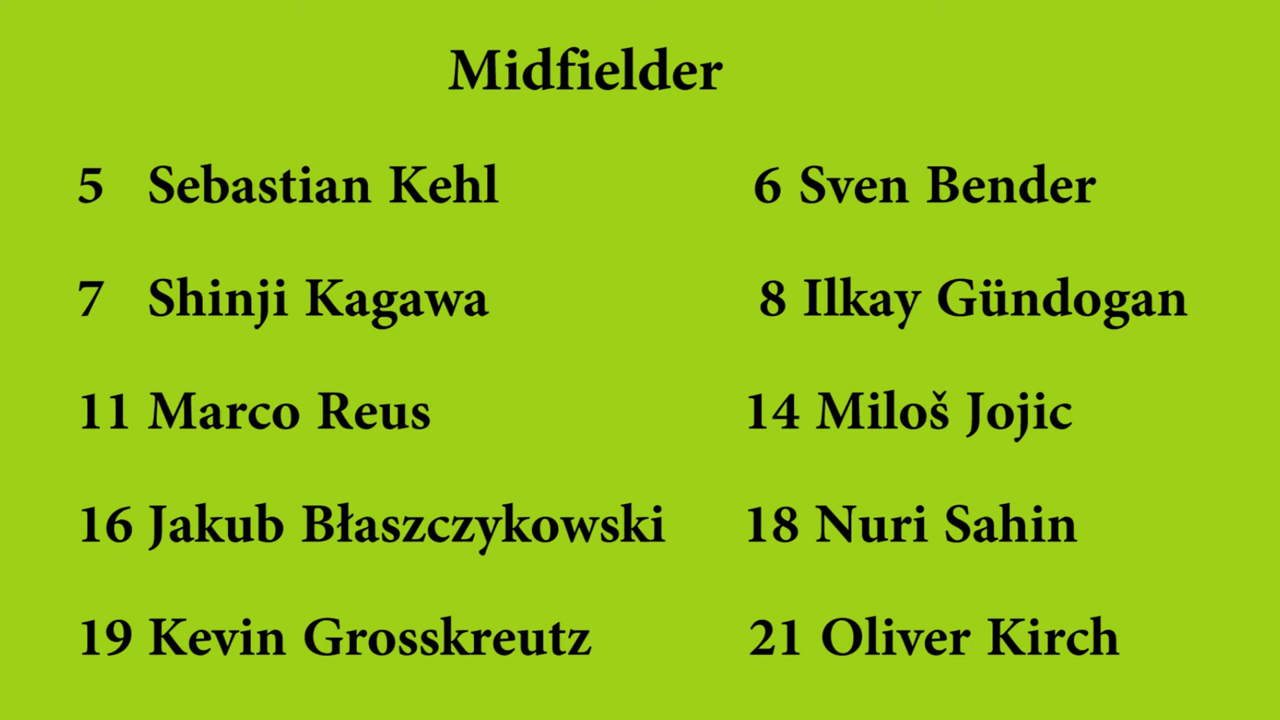 Midfielder
5 Sebastian Kehl 6 Sven Bender
7 Shinji Kagawa 8 Ilkay Gündogan
11 Marco Reus 14 Miloš Jojic
16 Jakub Błaszczykowski 18 Nuri Sahin
19 Kevin Grosskreutz 21 Oliver Kirch